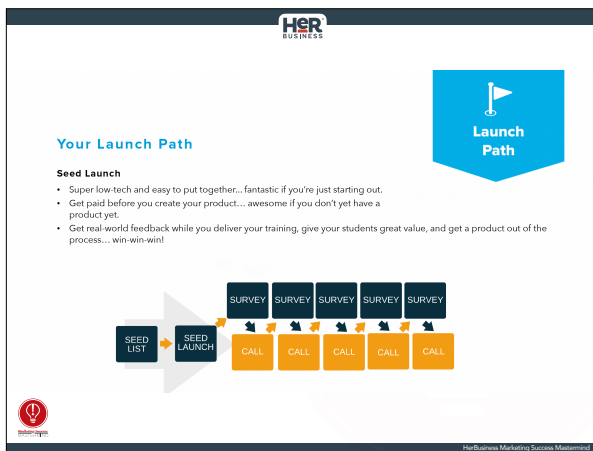 HER
BUSINESS
Launch
Path
Your Launch Path
Seed Launch
• Super low-tech and easy to put together... fantastic if you're just starting out.
• Get paid before you create your product... awesome if you don't yet have a
product yet.
• Get real-world feedback while you deliver your training, give your students great value, and get a product out of the
process... win-win-win!
SURVEY SURVEY SURVEY SURVEY SURVEY
SEED
LIST
SEED
LAUNCH
CALL CALL CALL CALL CALL
HerBusiness Marketing Success Mastermind